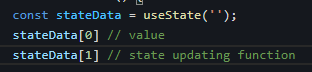 const stateData = useState('');
stateData[0] // value
stateData[1] // state updating function